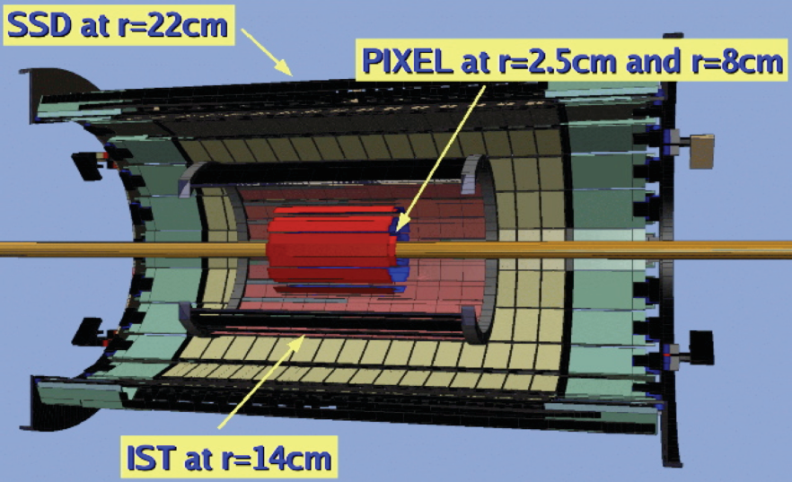 SSD at r=22cm
PIXEL at r=2.5cm and r=8cm
IST at r=14cm